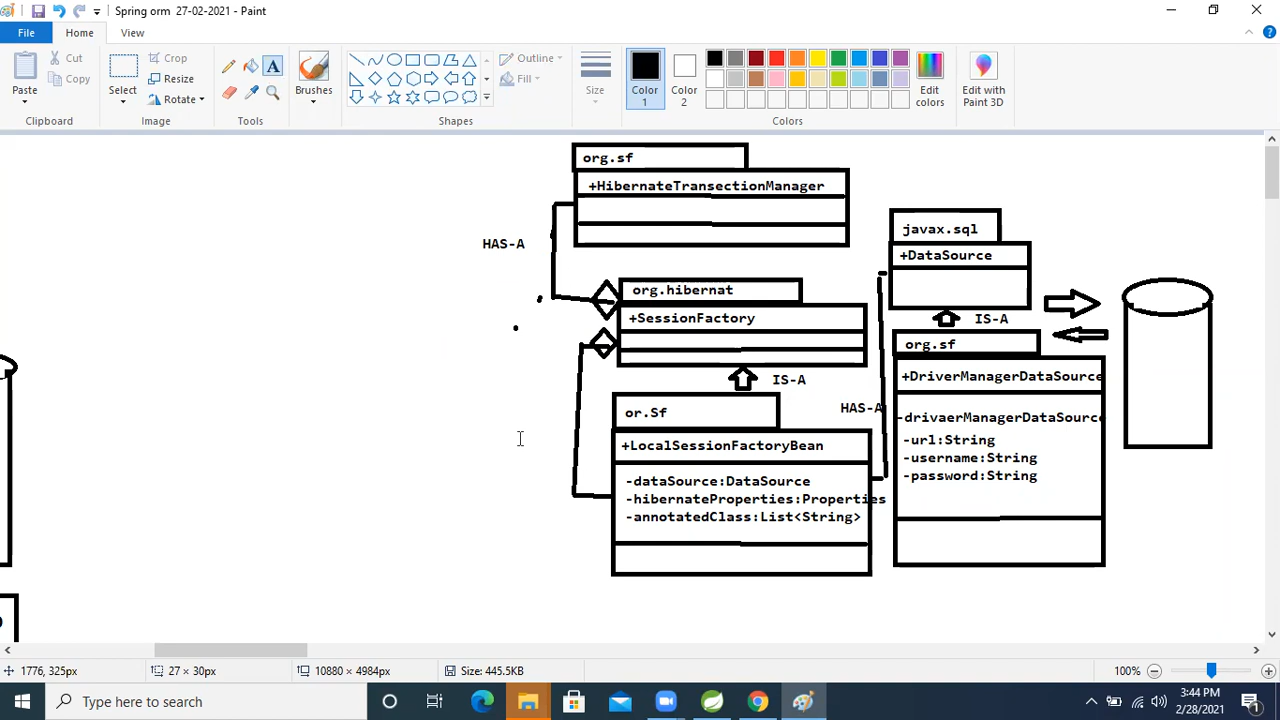 Spring orm 27-02-2021 - Paint
File
Home
View
Paste
Cut
Copy
Clipboard
Select
Crop
Resize
Rotate
Image
A
Tools
Brushes
Outline
Fill
Shapes
Size
Color 1
Color 2
Edit colors
Colors
Edit with Paint 3D
org.sf
+HibernateTransectionManager
HAS-A
javax.sql
+DataSource
org.hibernat
+SessionFactory
IS-A
org.sf
+DriverManagerDataSource
-drivaerManagerDataSource
-url:String
-username:String
-password:String
IS-A
HAS-A
or.Sf
+LocalSessionFactoryBean
-dataSource:DataSource
-hibernateProperties:Properties
-annotatedClass:List<String>
1776, 325px
27 × 30px
10880 × 4984px
Size: 445.5KB
100%
Type here to search
3:44 PM
2/28/2021
1